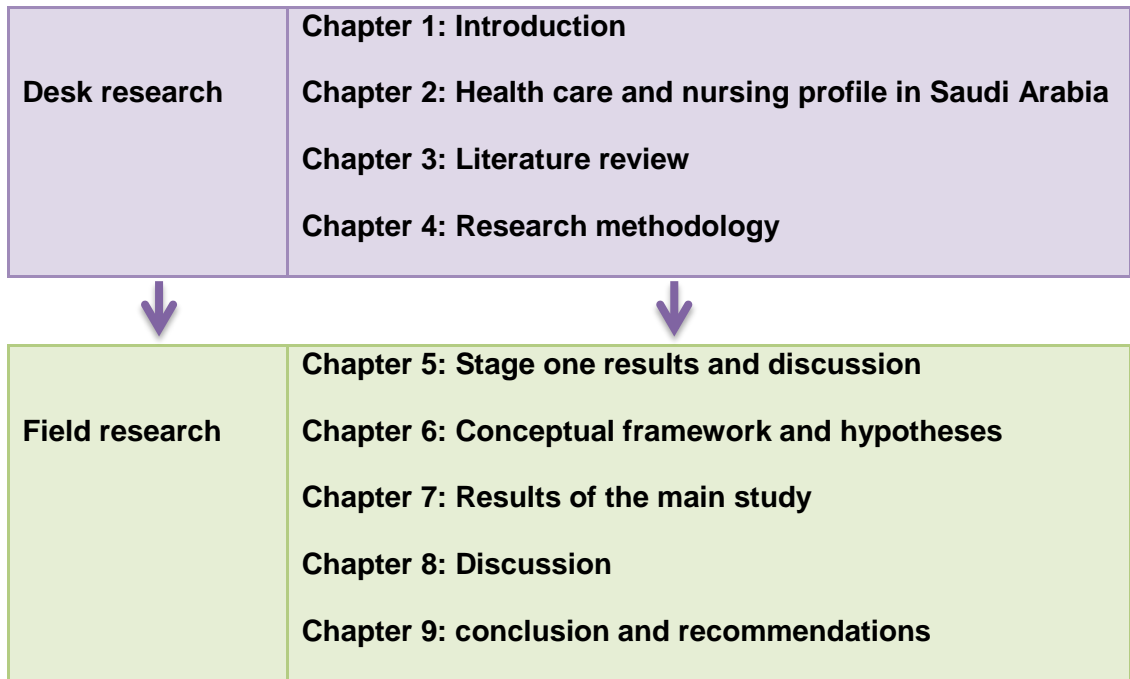 Chapter 1: Introduction
Desk research
Chapter 2: Health care and nursing profile in Saudi Arabia
Chapter 3: Literature review
Chapter 4: Research methodology
Chapter 5: Stage one results and discussion
Field research
Chapter 6: Conceptual framework and hypotheses
Chapter 7: Results of the main study
Chapter 8: Discussion
Chapter 9: conclusion and recommendations